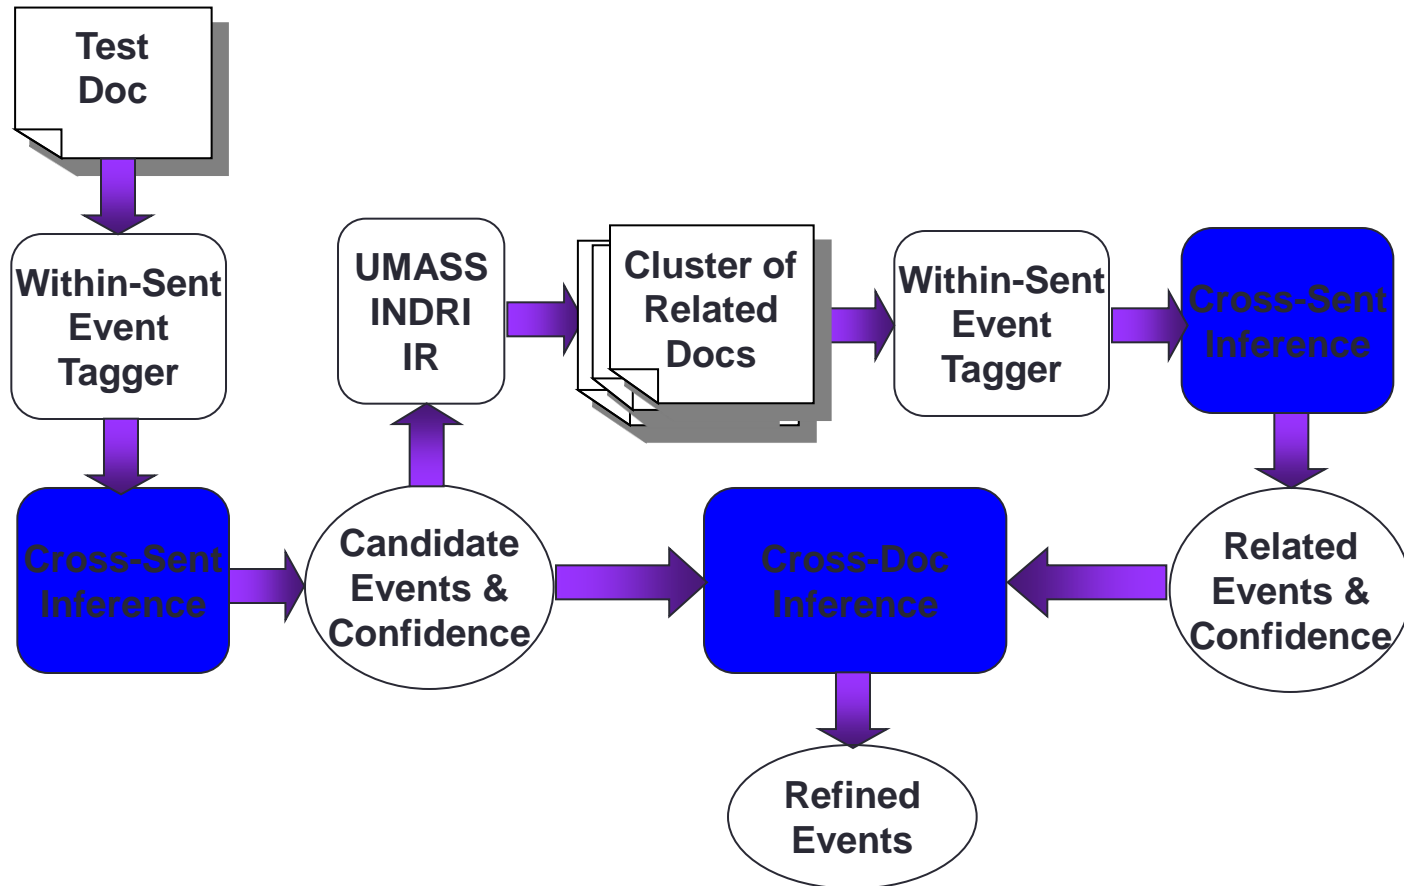 Test
Doc
Within-Sent
Event
Tagger
Cross-Sent
Inference
Candidate
Events &
Confidence
UMASS
INDRI
IR
Cluster of
Related
Docs
Within-Sent
Event
Tagger
Cross-Sent
Inference
Related
Events &
Confidence
Cross-Doc
Inference
Refined
Events